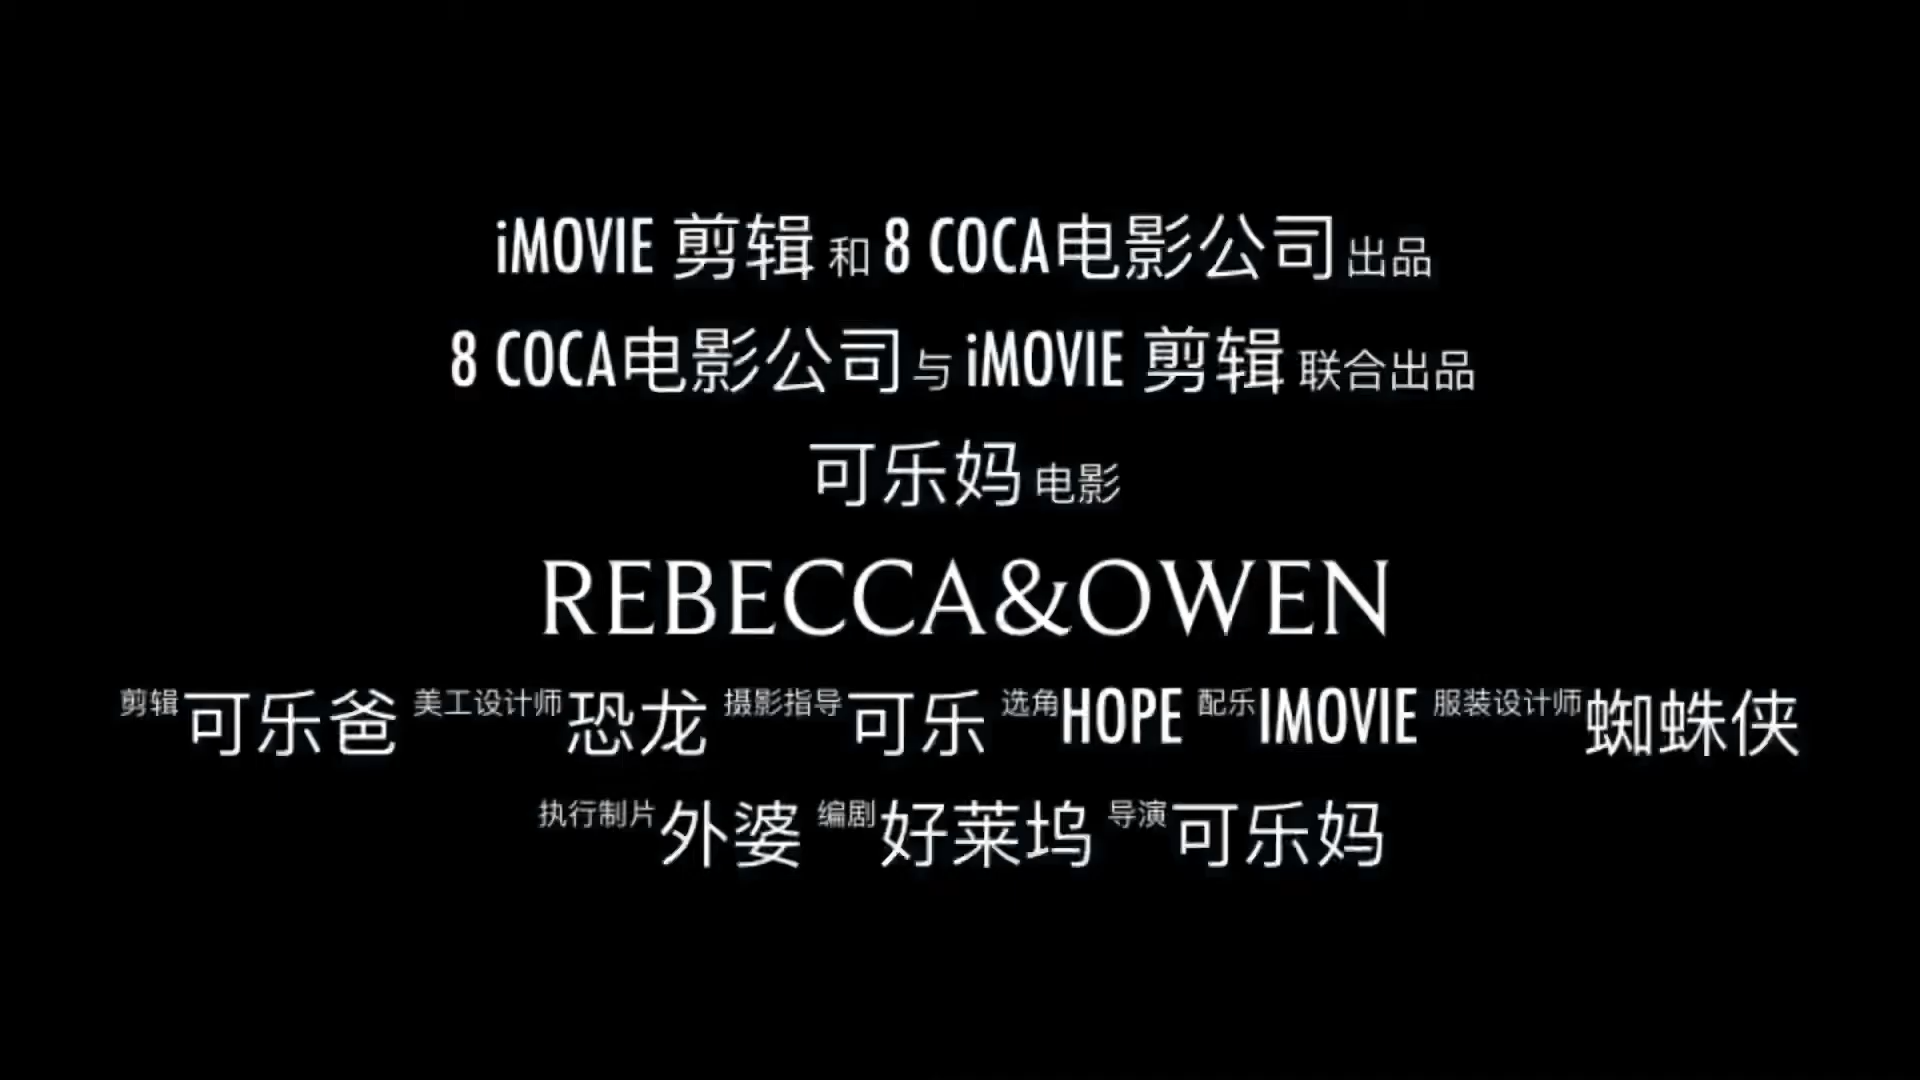 iMOVIE 剪辑 和 8 COCA电影公司 出品
8 COCA电影公司 与 iMOVIE 剪辑 联合出品
可乐妈 电影
REBECCA&OWEN
剪辑 可乐爸 美工设计师 恐龙 摄影指导 可乐 选角 HOPE 配乐 IMOVIE 服装设计师 蜘蛛侠
执行制片 外婆 编剧 好莱坞 导演 可乐妈